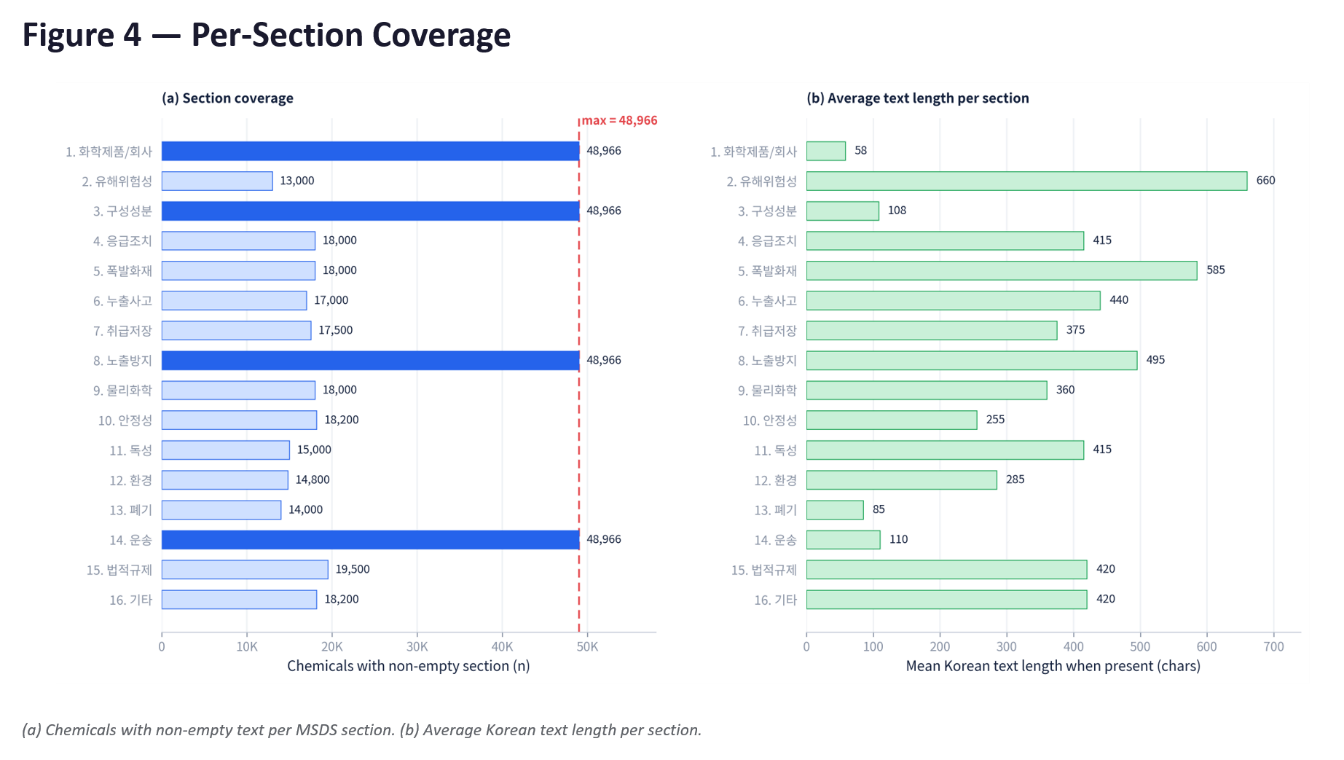 Figure 4 — Per-Section Coverage
(a) Section coverage
max = 48,966
1. 화학제품/회사 48,966
2. 유해위험성 13,000
3. 구성성분 48,966
4. 응급조치 18,000
5. 폭발화재 18,000
6. 누출사고 17,000
7. 취급저장 17,500
8. 노출방지 48,966
9. 물리화학 18,000
10. 안정성 18,200
11. 독성 15,000
12. 환경 14,800
13. 폐기 14,000
14. 운송 48,966
15. 법적규제 19,500
16. 기타 18,200
0 10K 20K 30K 40K 50K
Chemicals with non-empty section (n)
(b) Average text length per section
1. 화학제품/회사 58
2. 유해위험성 660
3. 구성성분 108
4. 응급조치 415
5. 폭발화재 585
6. 누출사고 440
7. 취급저장 375
8. 노출방지 495
9. 물리화학 360
10. 안정성 255
11. 독성 415
12. 환경 285
13. 폐기 85
14. 운송 110
15. 법적규제 420
16. 기타 420
0 100 200 300 400 500 600 700
Mean Korean text length when present (chars)
(a) Chemicals with non-empty text per MSDS section. (b) Average Korean text length per section.